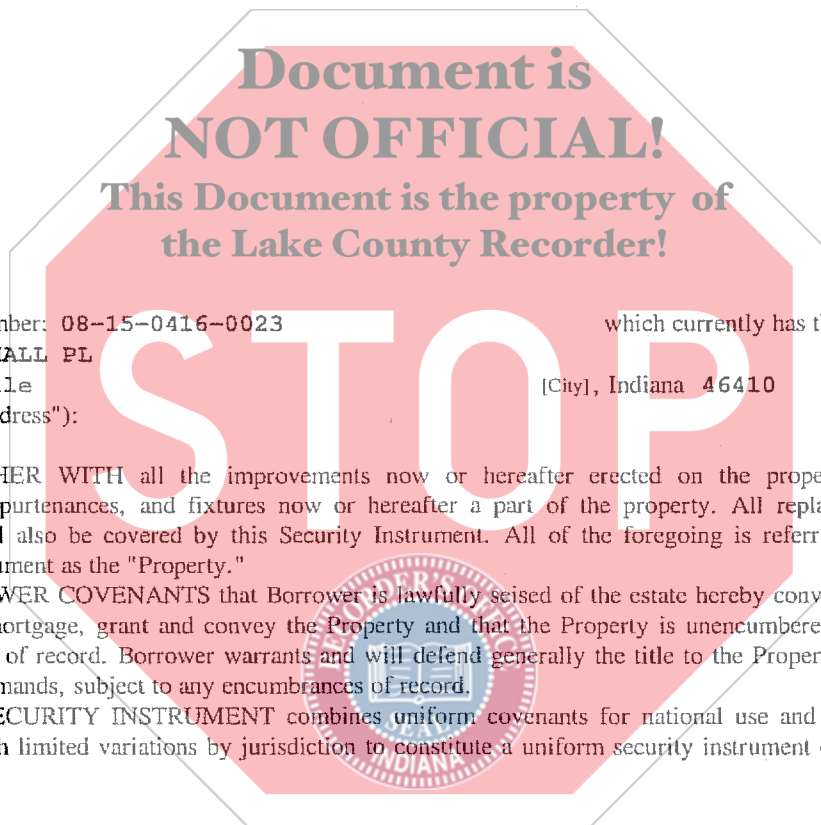 Document is
NOT OFFICIAL!
This Document is the property of
the Lake County Recorder!
mber: 08-15-0416-0023 which currently has th
ALL PL
le [City], Indiana 46410
dress"):
HER WITH all the improvements now or hereafter erected on the prope
purtenances, and fixtures now or hereafter a part of the property. All repla
l also be covered by this Security Instrument. All of the foregoing is referr
ument as the "Property."
WER COVENANTS that Borrower is lawfully seised of the estate hereby conv
nortgage, grant and convey the Property and that the Property is unencumbere
of record. Borrower warrants and will defend generally the title to the Proper
mands, subject to any encumbrances of record.
ECURITY INSTRUMENT combines uniform covenants for national use and
h limited variations by jurisdiction to constitute a uniform security instrument
STOP
RECORDER'S OFFICE
SEAL
INDIANA